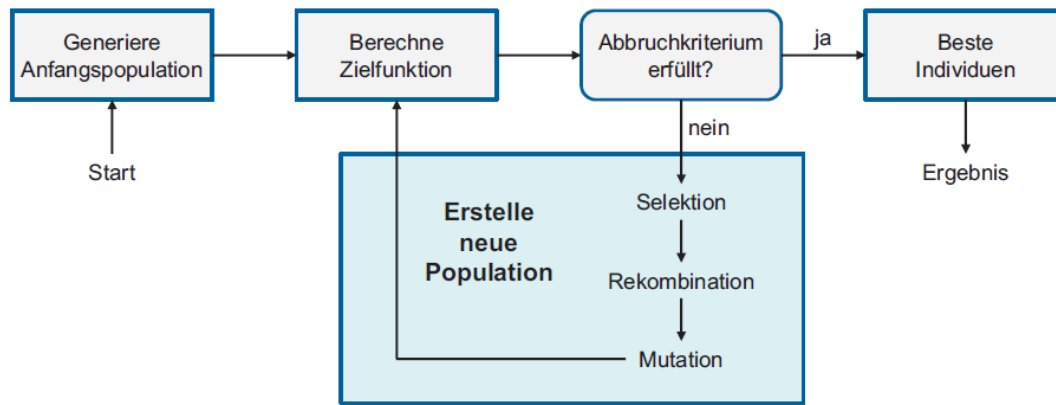 Generiere
Anfangspopulation
Berechne
Zielfunktion
Abbruchkriterium
erfüllt?
ja
Beste
Individuen
nein
Start
Ergebnis
Erstelle
neue
Population
Selektion
Rekombination
Mutation